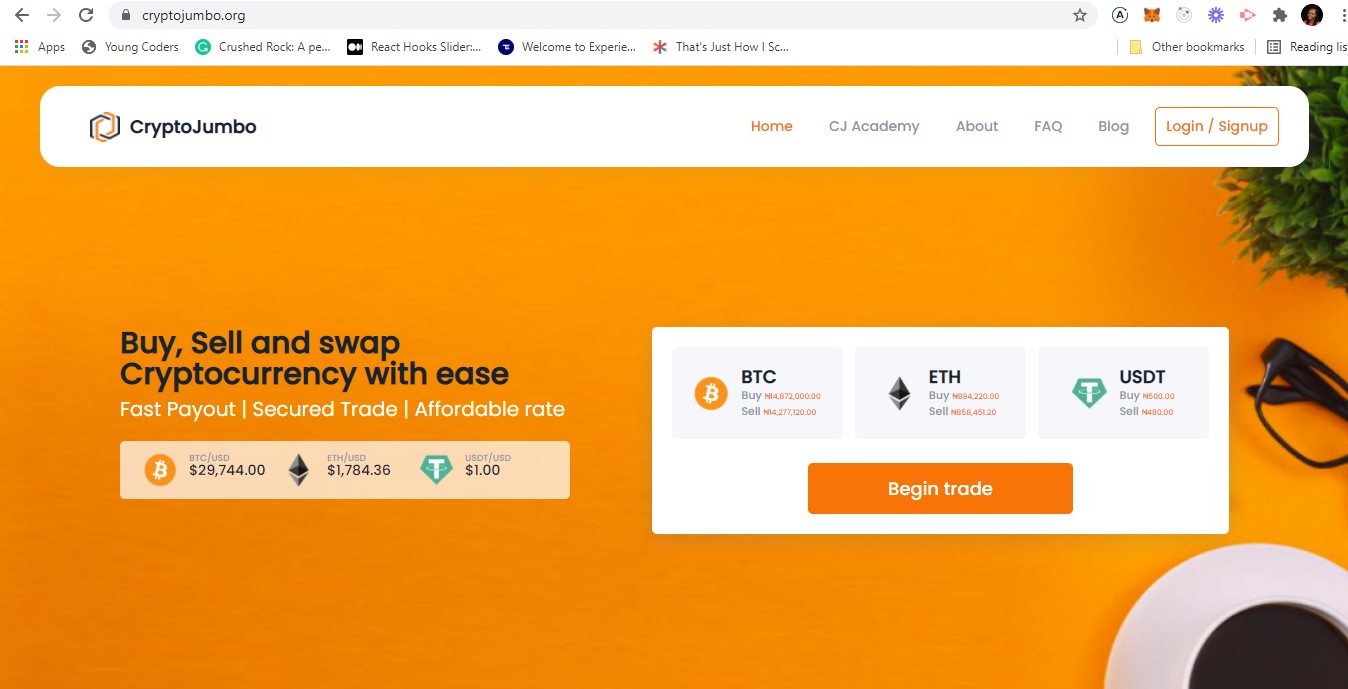 cryptojumbo.org
Apps
Young Coders
Crushed Rock: A pe...
React Hooks Slider:...
Welcome to Experie...
That's Just How I Sc...
Other bookmarks
Reading lis
CryptoJumbo
Home
CJ Academy
About
FAQ
Blog
Login / Signup
Buy, Sell and swap
Cryptocurrency with ease
Fast Payout | Secured Trade | Affordable rate
BTC/USD
$29,744.00
ETH/USD
$1,784.36
USDT/USD
$1.00
BTC
Buy ₦14,872,000.00
Sell ₦14,277,120.00
ETH
Buy ₦894,220.00
Sell ₦858,451.20
USDT
Buy ₦500.00
Sell ₦480.00
Begin trade